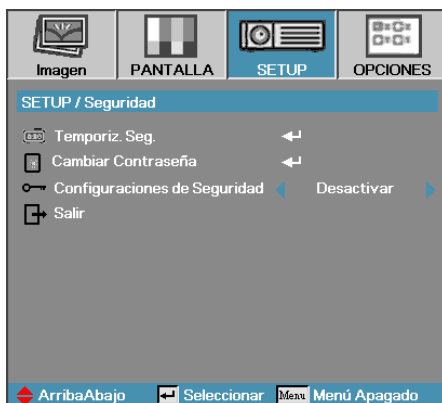 Imagen PANTALLA SETUP OPCIONES
SETUP / Seguridad
Temporiz. Seg.
Cambiar Contraseña
Configuraciones de Seguridad Desactivar
Salir
ArribaAbajo Seleccionar Menu Menú Apagado